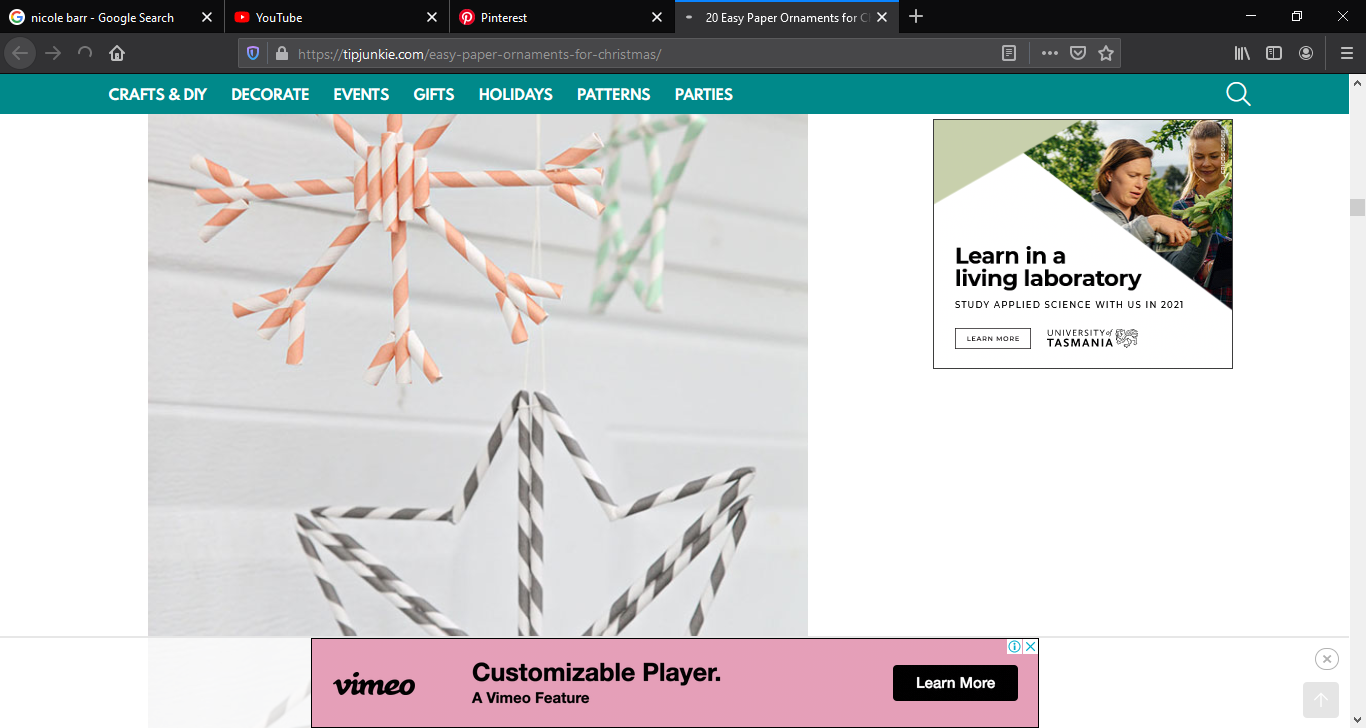 nicole barr - Google Search
YouTube
Pinterest
20 Easy Paper Ornaments for C
https://tipjunkie.com/easy-paper-ornaments-for-christmas/
CRAFTS & DIY DECORATE EVENTS GIFTS HOLIDAYS PATTERNS PARTIES
Learn in a
living laboratory
STUDY APPLIED SCIENCE WITH US IN 2021
LEARN MORE
UNIVERSITY of
TASMANIA
vimeo
Customizable Player.
A Vimeo Feature
Learn More